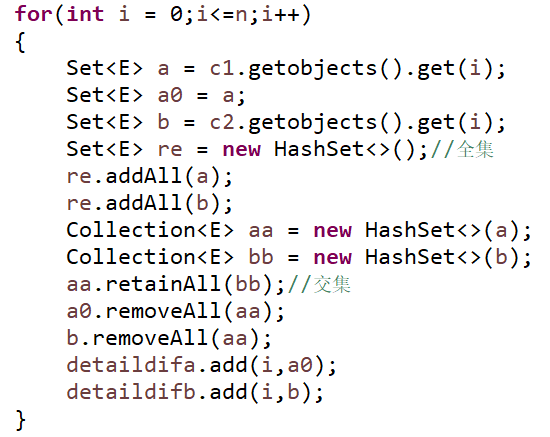 for(int i = 0;i<=n;i++)
{
    Set<E> a = c1.getobjects().get(i);
    Set<E> a0 = a;
    Set<E> b = c2.getobjects().get(i);
    Set<E> re = new HashSet<>();//全集
    re.addAll(a);
    re.addAll(b);
    Collection<E> aa = new HashSet<>(a);
    Collection<E> bb = new HashSet<>(b);
    aa.retainAll(bb);//交集
    a0.removeAll(aa);
    b.removeAll(aa);
    detaildifa.add(i,a0);
    detaildifb.add(i,b);
}